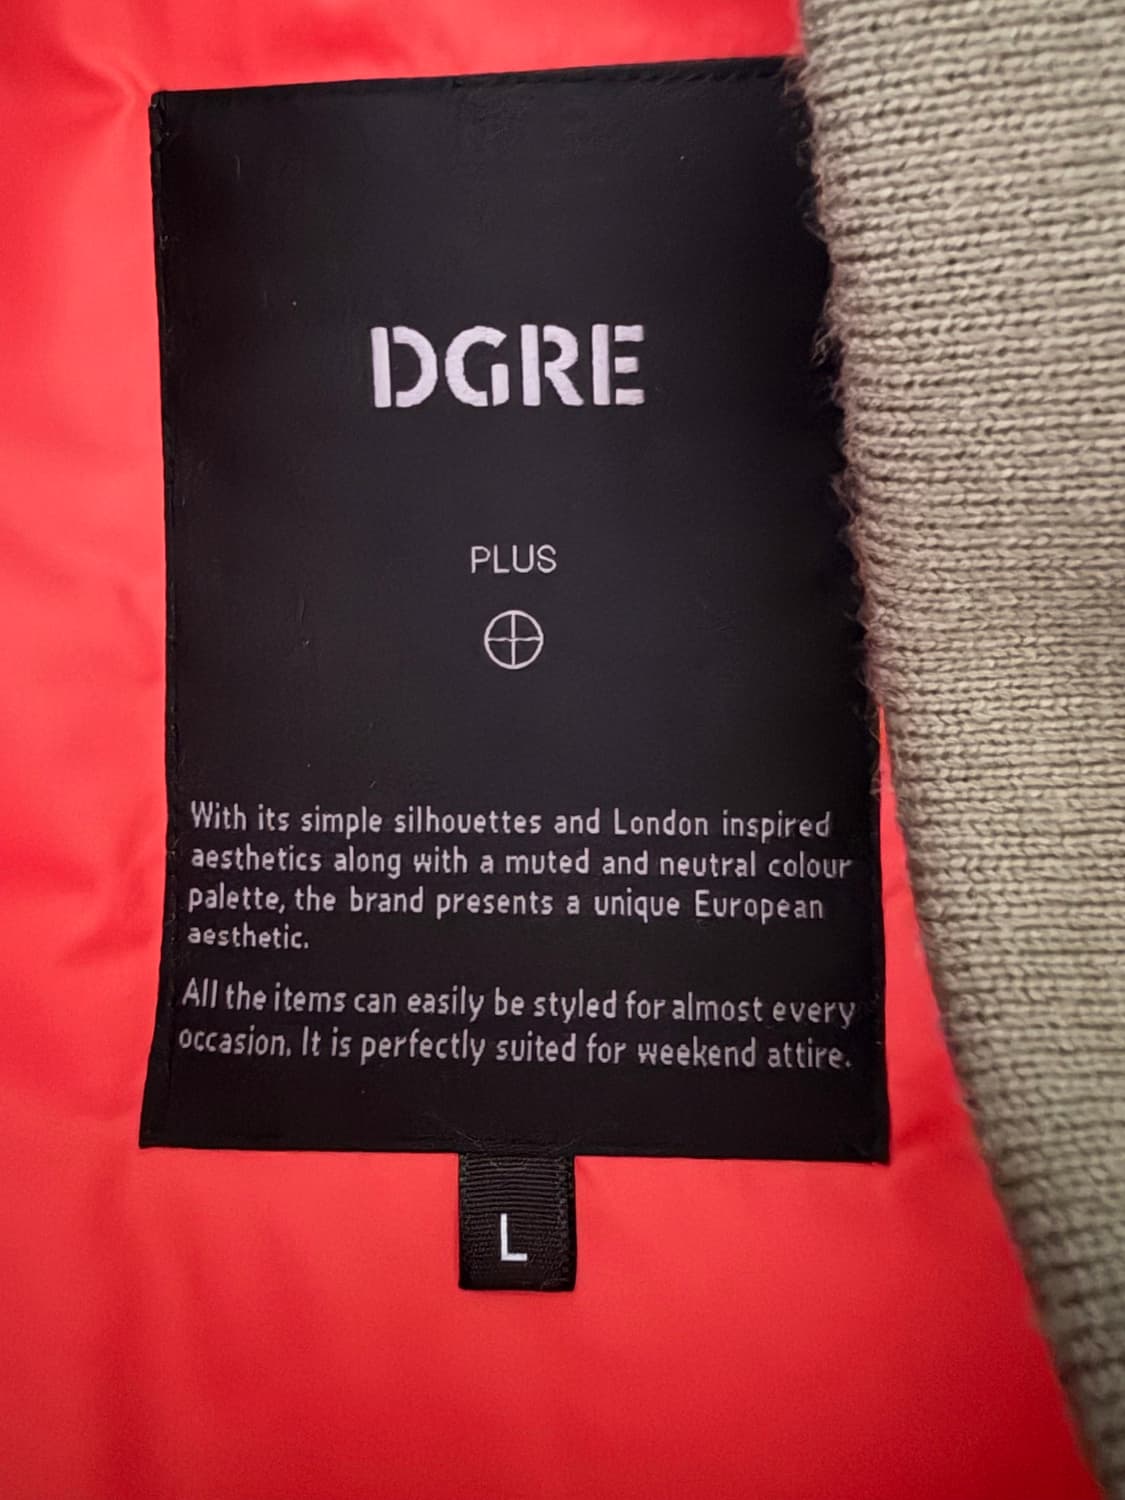 DGRE
PLUS
With its simple silhouettes and London inspired
aesthetics along with a muted and neutral colour
palette, the brand presents a unique European
aesthetic.
All the items can easily be styled for almost every
occasion. It is perfectly suited for weekend attire.
L